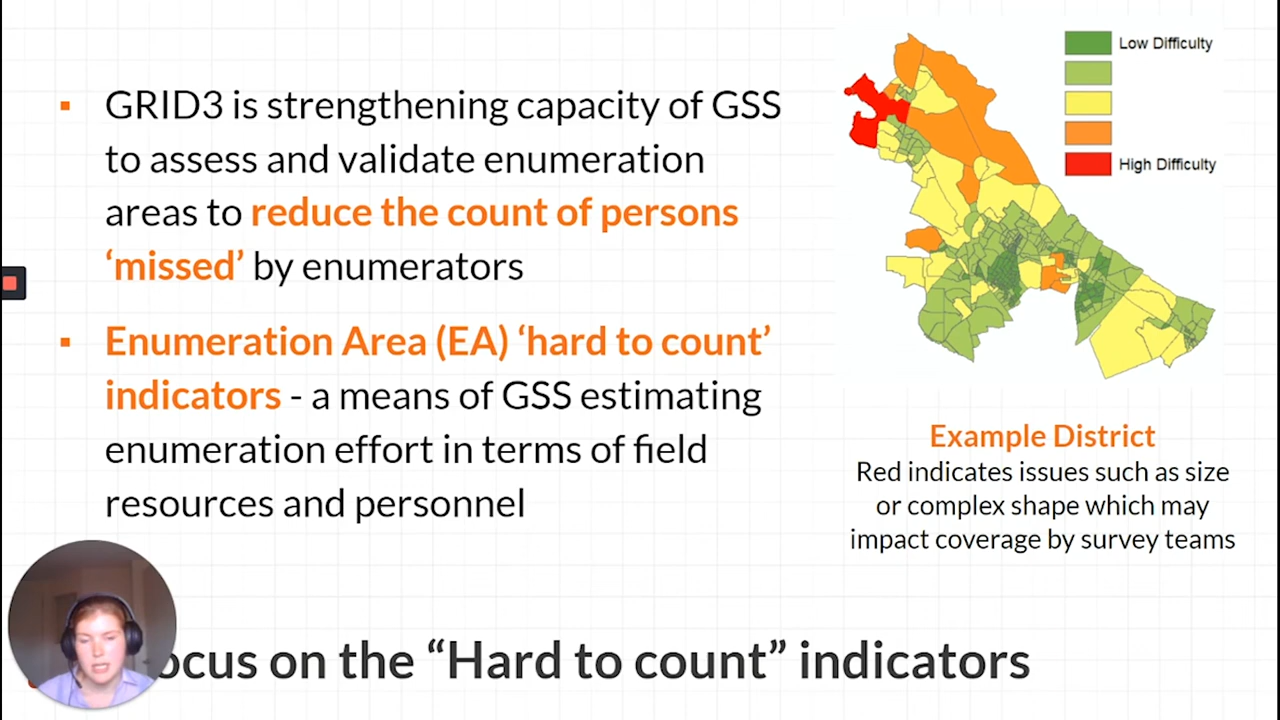 ▪ GRID3 is strengthening capacity of GSS
to assess and validate enumeration
areas to reduce the count of persons
‘missed’ by enumerators
▪ Enumeration Area (EA) ‘hard to count’
indicators - a means of GSS estimating
enumeration effort in terms of field
resources and personnel
Low Difficulty
High Difficulty
Example District
Red indicates issues such as size
or complex shape which may
impact coverage by survey teams
ocus on the “Hard to count” indicators